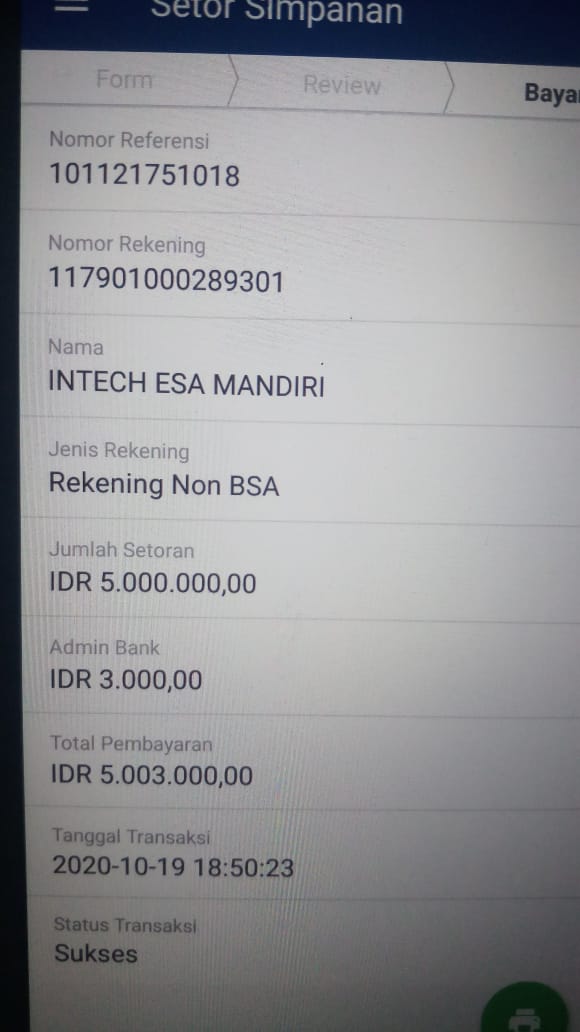 Setor Simpanan
Form
Review
Nomor Referensi
101121751018
Nomor Rekening
117901000289301
Nama
INTECH ESA MANDIRI
Jenis Rekening
Rekening Non BSA
Jumlah Setoran
IDR 5.000.000,00
Admin Bank
IDR 3.000,00
Total Pembayaran
IDR 5.003.000,00
Tanggal Transaksi
2020-10-19 18:50:23
Status Transaksi
Sukses